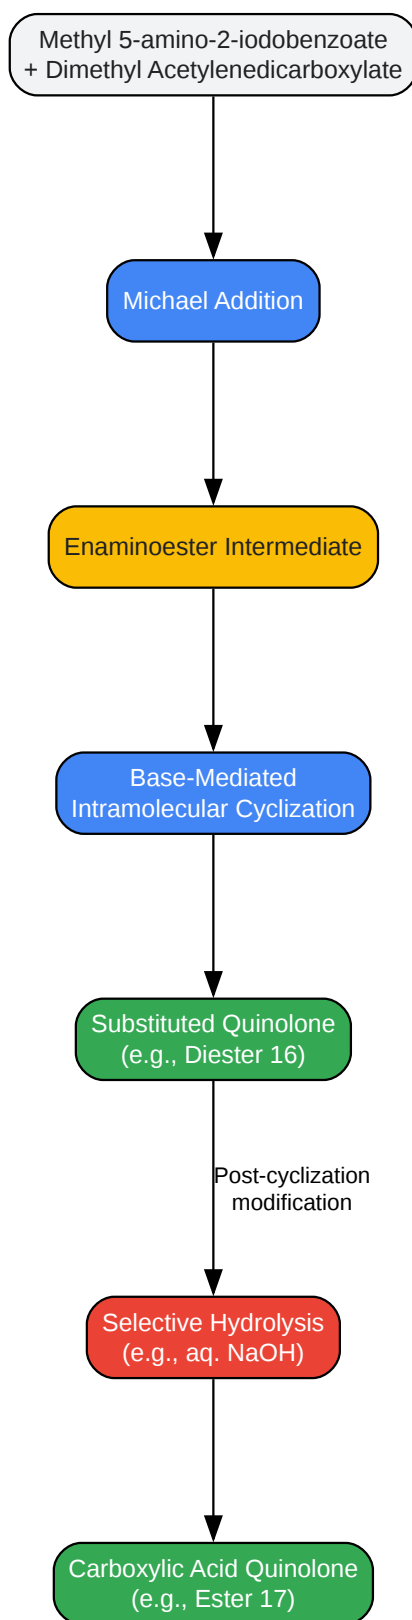 Methyl 5-amino-2-iodobenzoate
+ Dimethyl Acetylenedicarboxylate
Michael Addition
Enaminoester Intermediate
Base-Mediated
Intramolecular Cyclization
Substituted Quinolone
(e.g., Diester 16)
Post-cyclization
modification
Selective Hydrolysis
(e.g., aq. NaOH)
Carboxylic Acid Quinolone
(e.g., Ester 17)